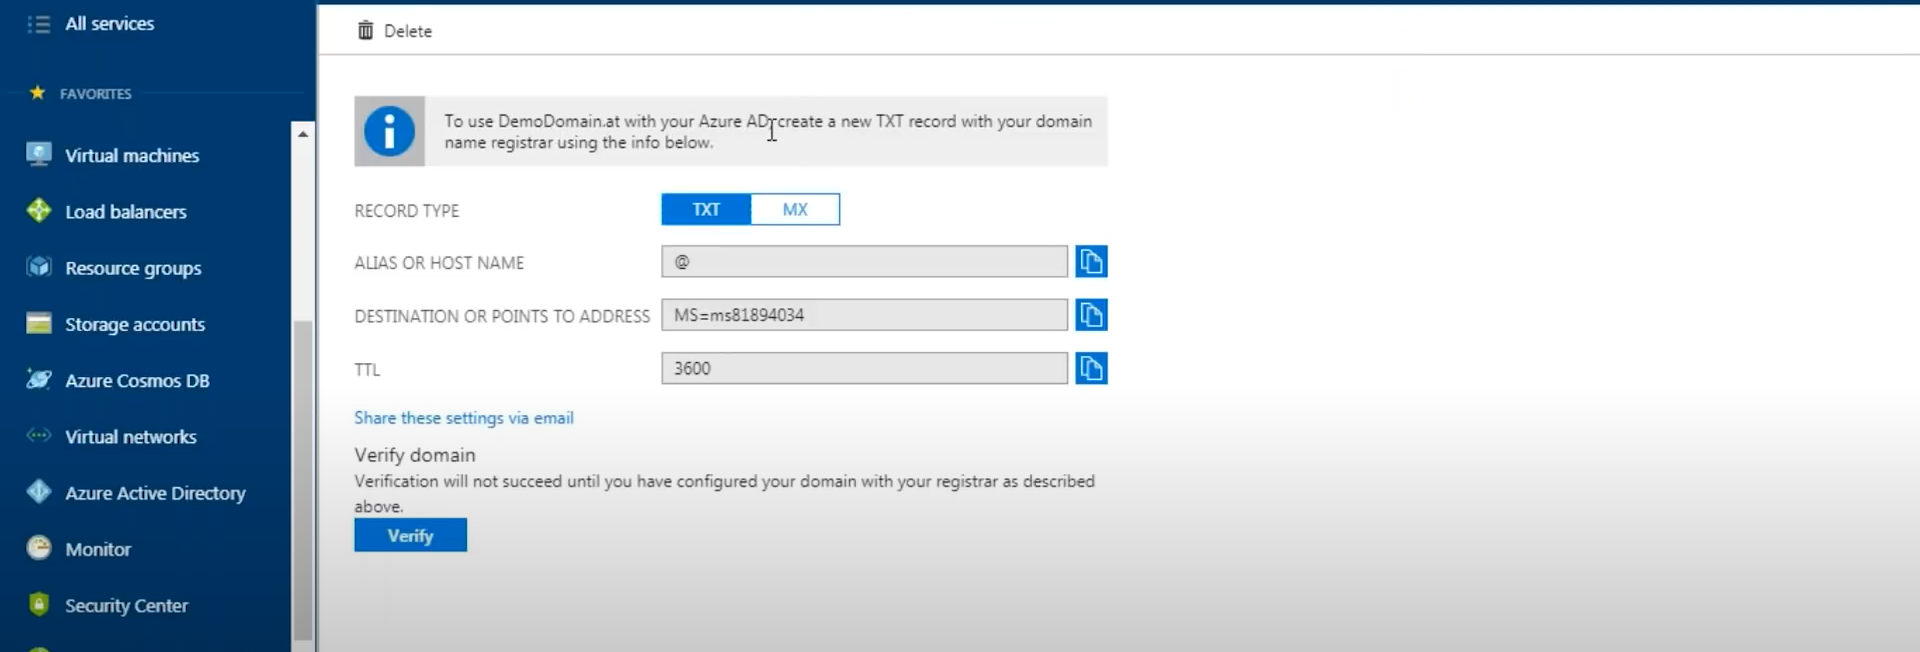 All services
FAVORITES
Virtual machines
Load balancers
Resource groups
Storage accounts
Azure Cosmos DB
Virtual networks
Azure Active Directory
Monitor
Security Center
Delete
To use DemoDomain.at with your Azure AD, create a new TXT record with your domain
name registrar using the info below.
RECORD TYPE TXT MX
ALIAS OR HOST NAME @
DESTINATION OR POINTS TO ADDRESS MS=ms81894034
TTL 3600
Share these settings via email
Verify domain
Verification will not succeed until you have configured your domain with your registrar as described
above.
Verify